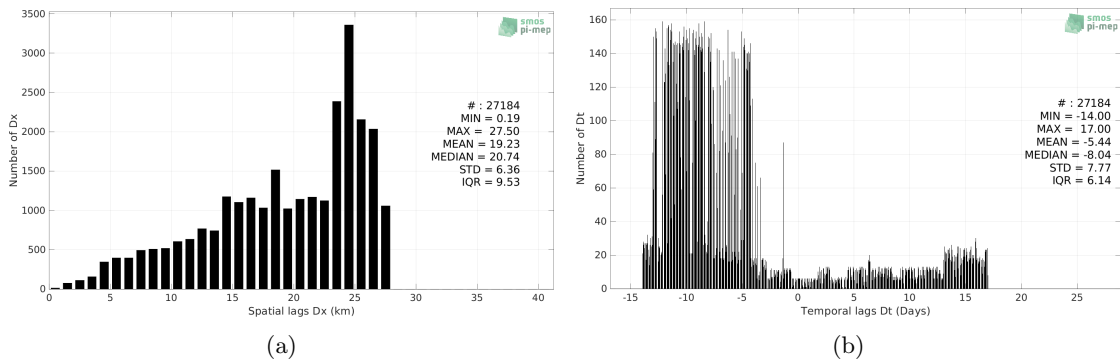 3500
3000
2500
2000
1500
1000
500
0
Number of Dx
smos
pi-mep
# : 27184
MIN = 0.19
MAX = 27.50
MEAN = 19.23
MEDIAN = 20.74
STD = 6.36
IQR = 9.53
0 5 10 15 20 25 30 35 40
Spatial lags Dx (km)
(a)
160
140
120
100
80
60
40
20
0
Number of Dt
smos
pi-mep
# : 27184
MIN = -14.00
MAX = 17.00
MEAN = -5.44
MEDIAN = -8.04
STD = 7.77
IQR = 6.14
-15 -10 -5 0 5 10 15 20 25
Temporal lags Dt (Days)
(b)